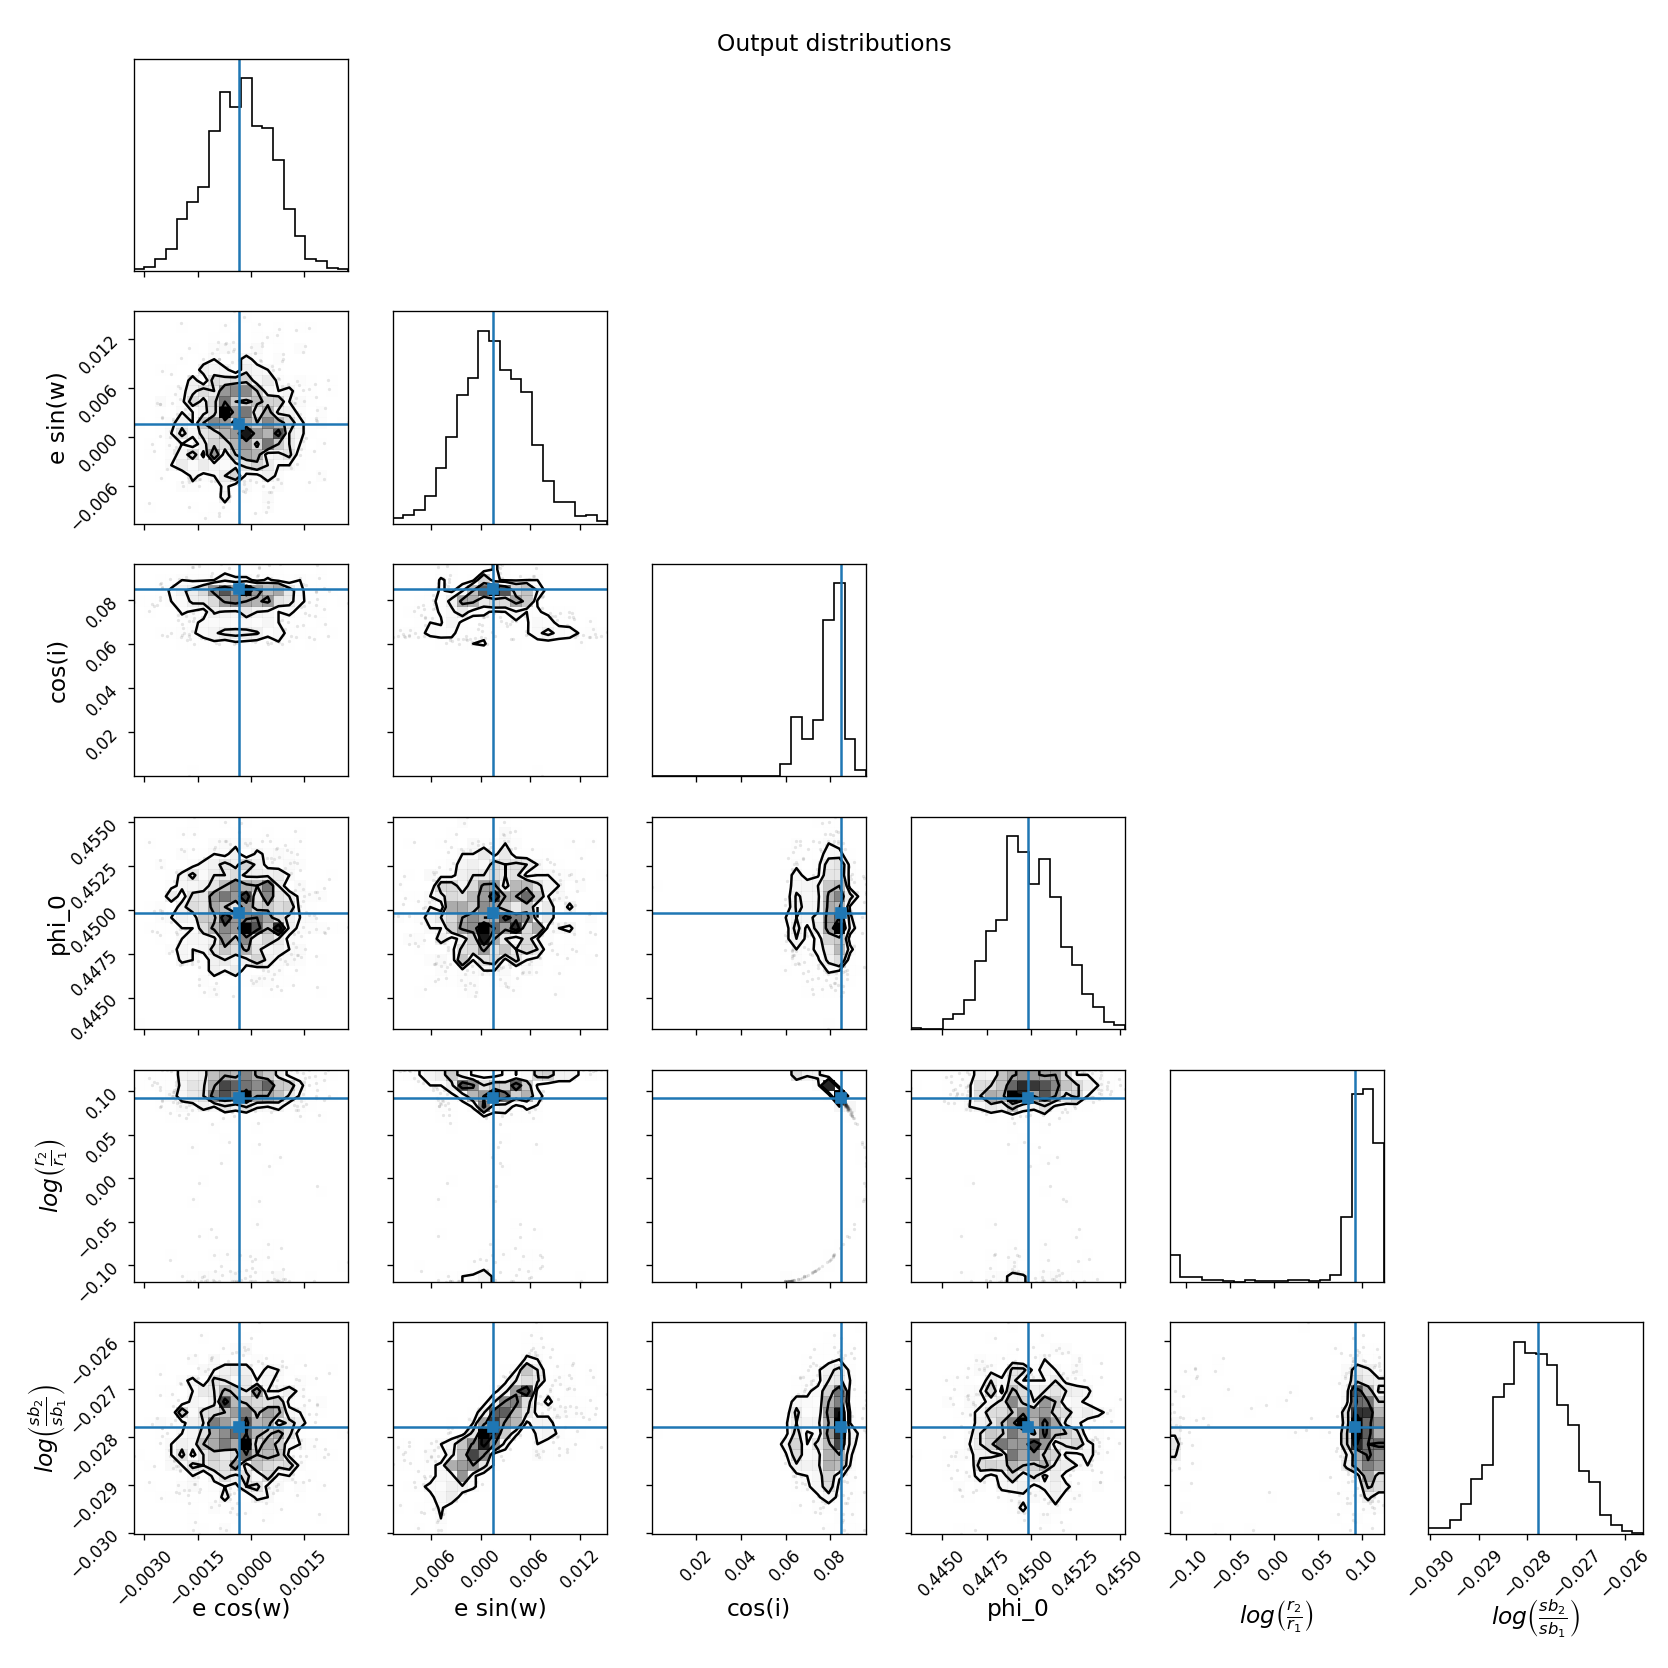 Output distributions
0.012
0.006
0.000
−0.006
e sin(w)
0.08
0.06
0.04
0.02
cos(i)
0.4550
0.4525
0.4500
0.4475
0.4450
phi_0
0.10
0.05
0.00
−0.05
−0.10
log(r2/r1)
−0.026
−0.027
−0.028
−0.029
−0.030
log(sb2/sb1)
−0.0030 −0.0015 0.0000 0.0015
−0.006 0.000 0.006 0.012
0.02 0.04 0.06 0.08
0.4450 0.4475 0.4500 0.4525 0.4550
−0.10 −0.05 0.00 0.05 0.10
−0.030 −0.029 −0.028 −0.027 −0.026
e cos(w) e sin(w) cos(i) phi_0 log(r2/r1) log(sb2/sb1)